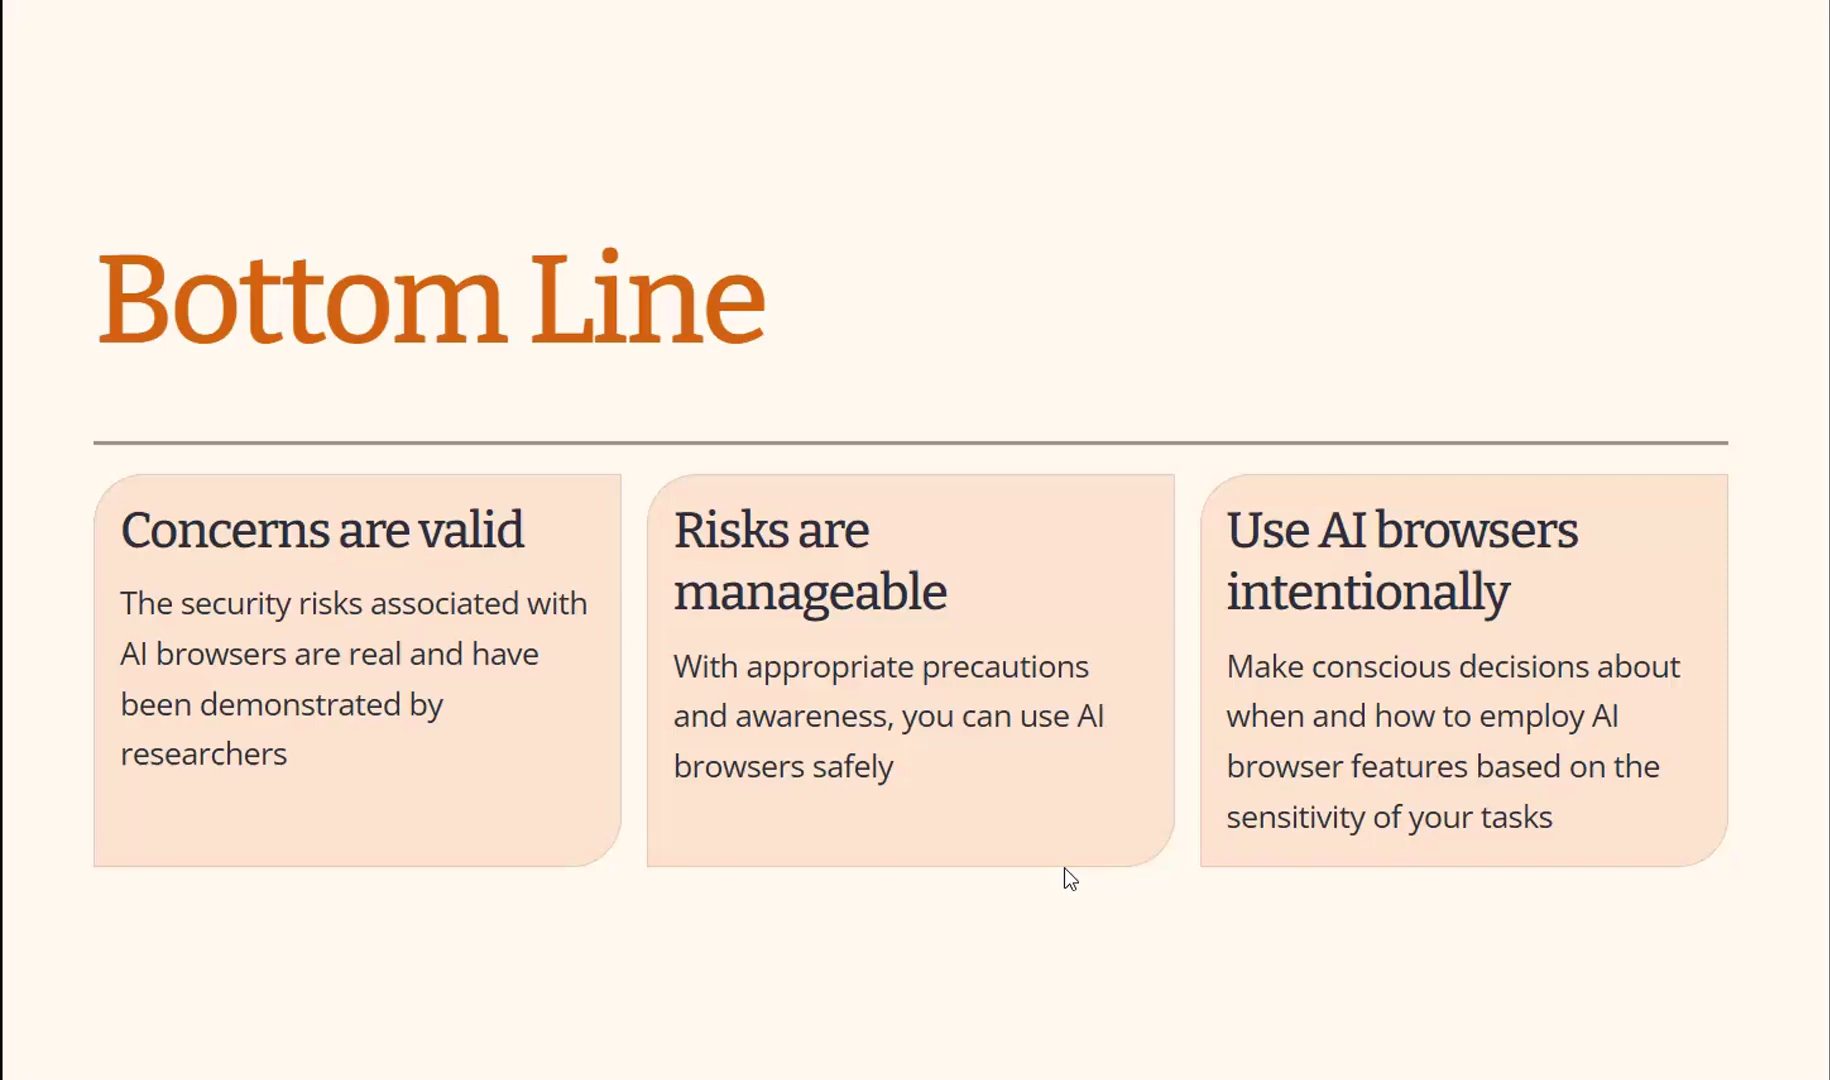 Bottom Line
Concerns are valid
The security risks associated with
AI browsers are real and have
been demonstrated by
researchers
Risks are
manageable
With appropriate precautions
and awareness, you can use AI
browsers safely
Use AI browsers
intentionally
Make conscious decisions about
when and how to employ AI
browser features based on the
sensitivity of your tasks